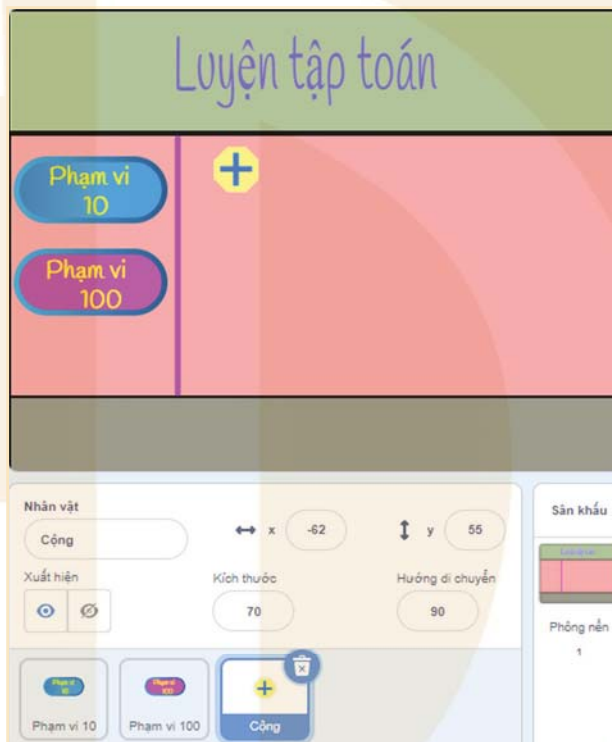 Luyện tập toán
Phạm vi
10
Phạm vi
100
Nhân vật
Cộng
x
-62
y
55
Xuất hiện
Kích thước
70
Hướng di chuyển
90
Phạm vi 10
Phạm vi 100
Cộng
Sân khấu
Phông nền
1